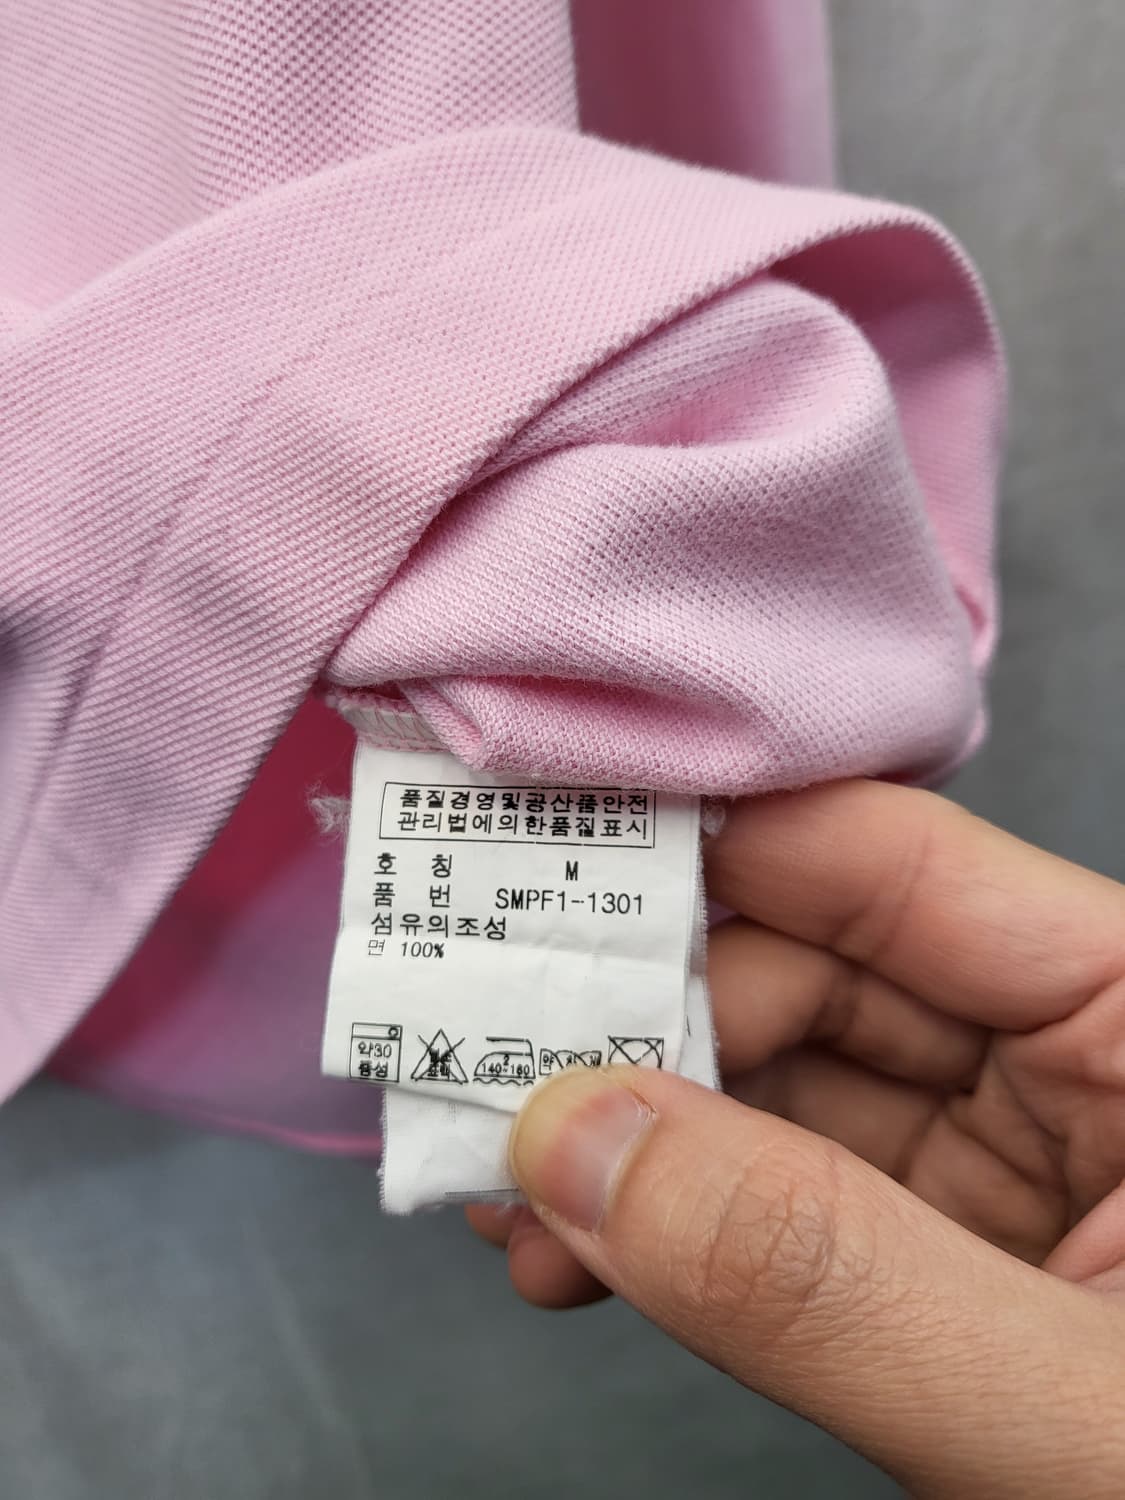 품질경영및공산품안전
관리법에의한품질표시
호 칭 M
품 번 SMPF1-1301
섬유의조성
면 100%
약30
중성
2
140~160